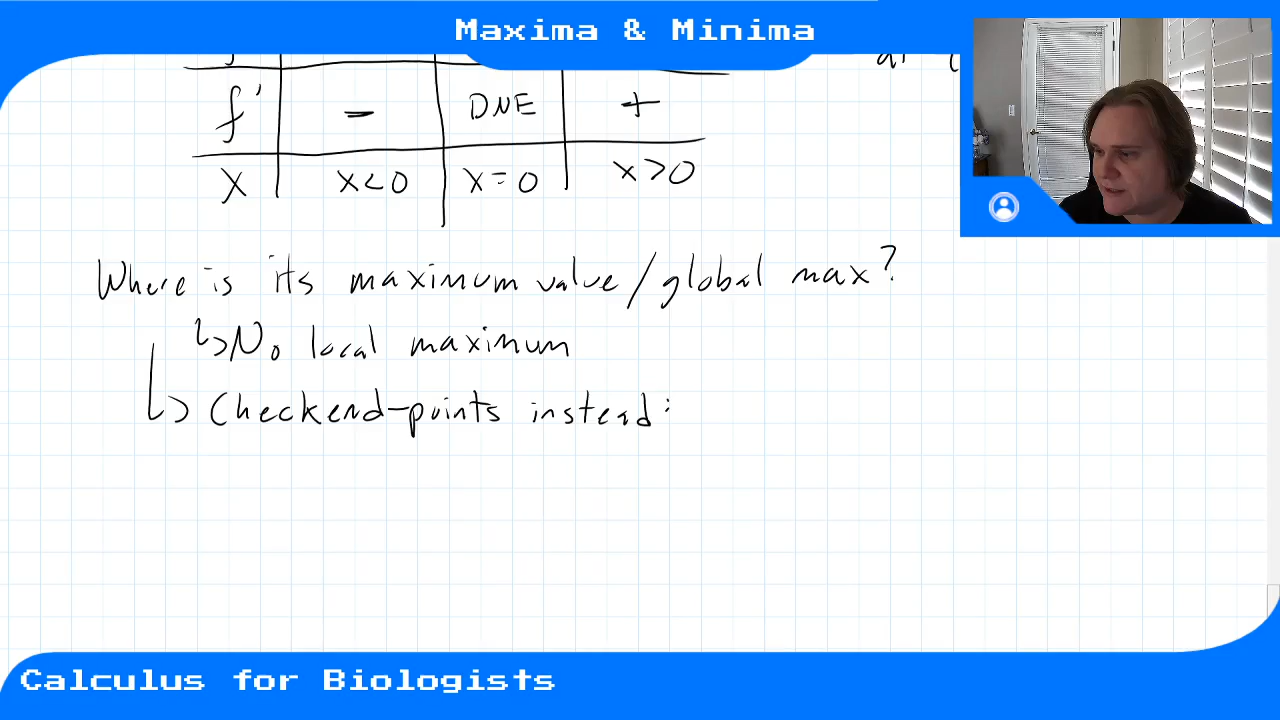 Maxima & Minima
f' | - | DNE | +
X | x<0 | x=0 | x>0
Where is its maximum value/global max?
↳No local maximum
↳ Check end-points instead:
Calculus for Biologists